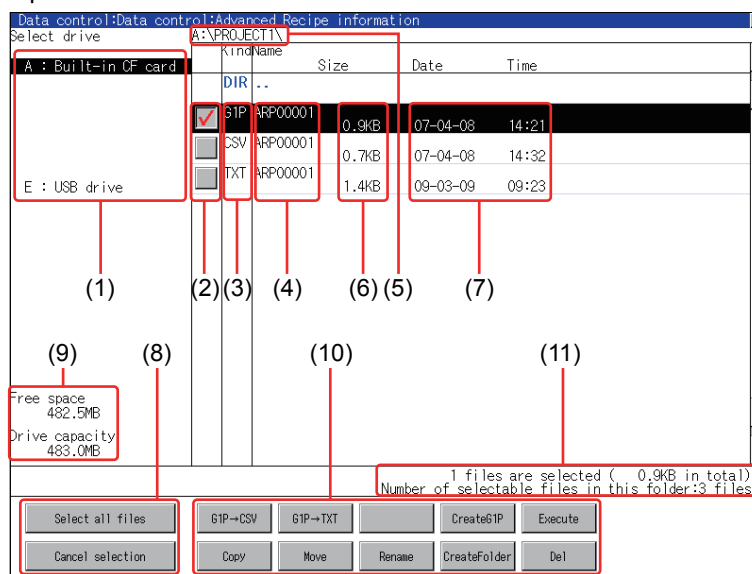 Data control:Data control:Advanced Recipe information
Select drive A:\PROJECT1\
Kind Name Size Date Time
A : Built-in CF card
DIR ..
G1P ARP00001 0.9KB 07-04-08 14:21
CSV ARP00001 0.7KB 07-04-08 14:32
TXT ARP00001 1.4KB 09-03-09 09:23
E : USB drive
(1) (2) (3) (4) (6) (5) (7)
(9) (8) (10) (11)
Free space
482.5MB
Drive capacity
483.0MB
1 files are selected ( 0.9KB in total)
Number of selectable files in this folder:3 files
Select all files G1P→CSV G1P→TXT CreateG1P Execute
Cancel selection Copy Move Rename CreateFolder Del